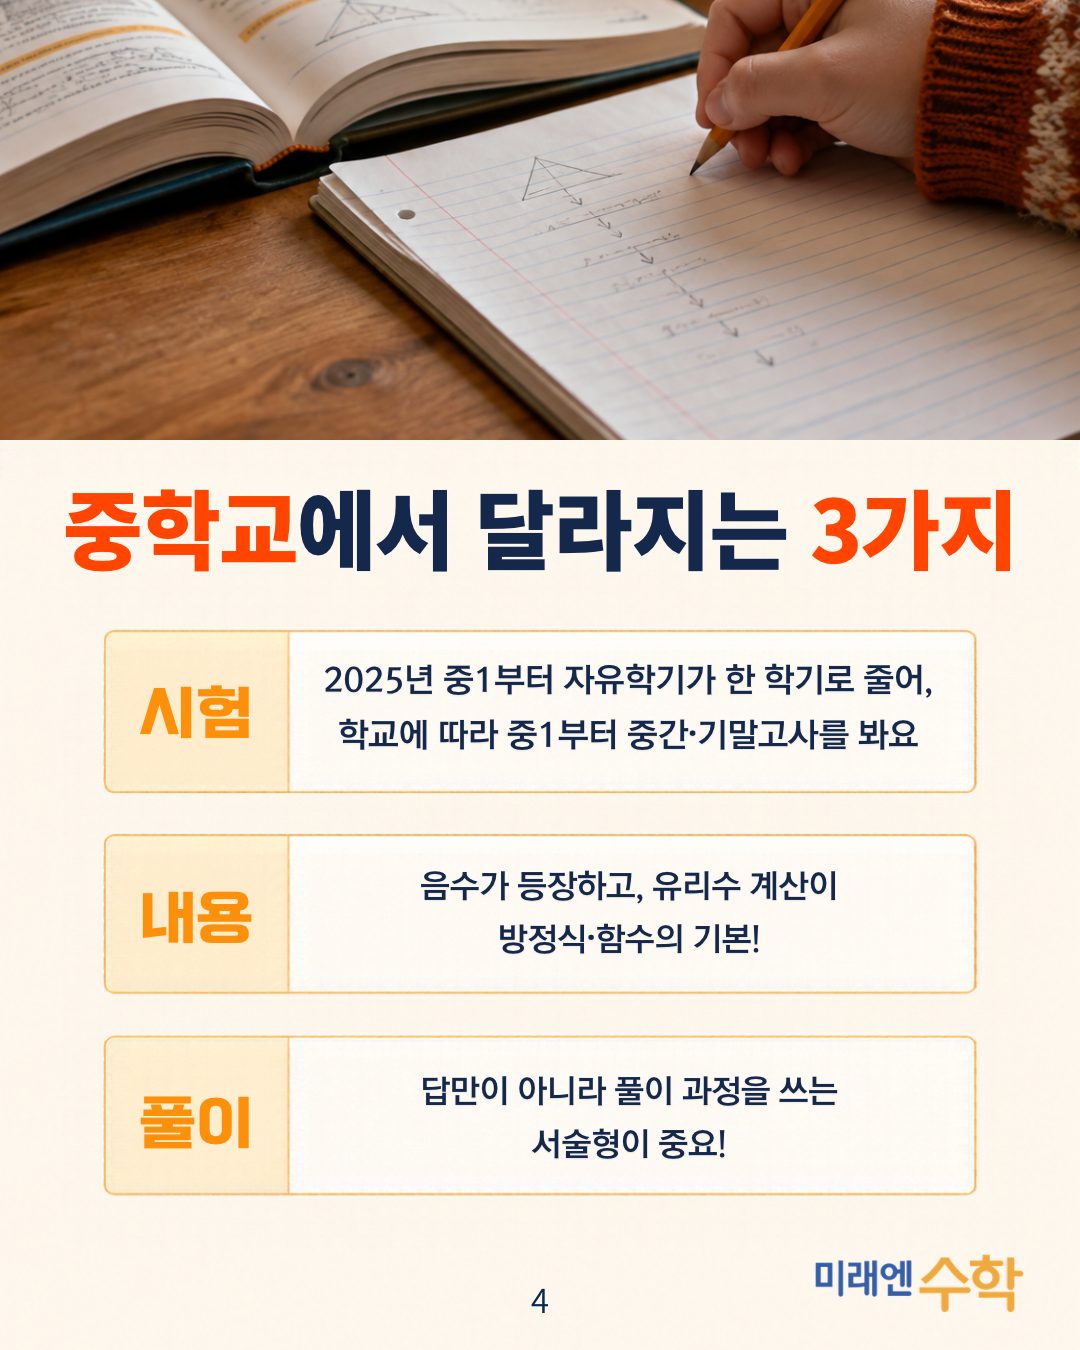 중학교에서 달라지는 3가지
시험
2025년 중1부터 자유학기가 한 학기로 줄어,
학교에 따라 중1부터 중간·기말고사를 봐요
내용
음수가 등장하고, 유리수 계산이
방정식·함수의 기본!
풀이
답만이 아니라 풀이 과정을 쓰는
서술형이 중요!
미래엔 수학
4